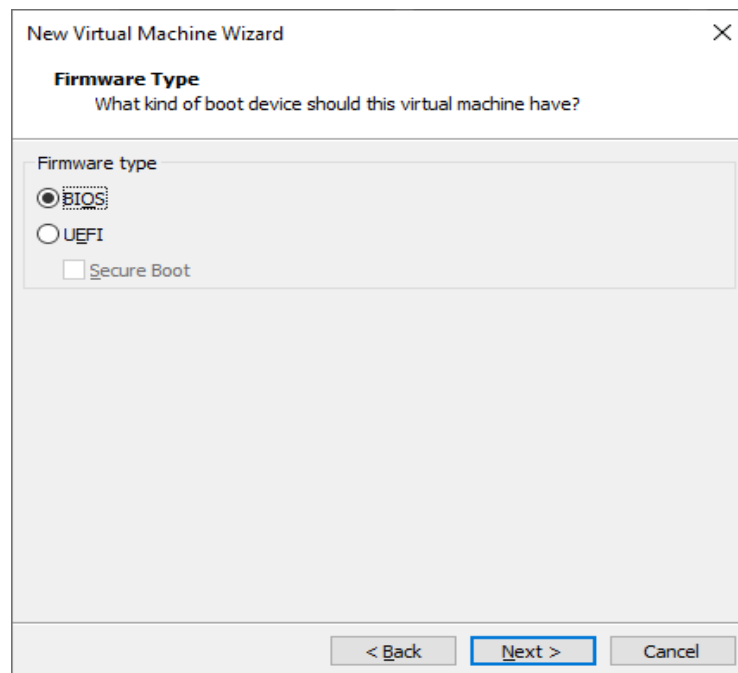 New Virtual Machine Wizard
Firmware Type
What kind of boot device should this virtual machine have?
Firmware type
BIOS
UEFI
Secure Boot
< Back Next > Cancel